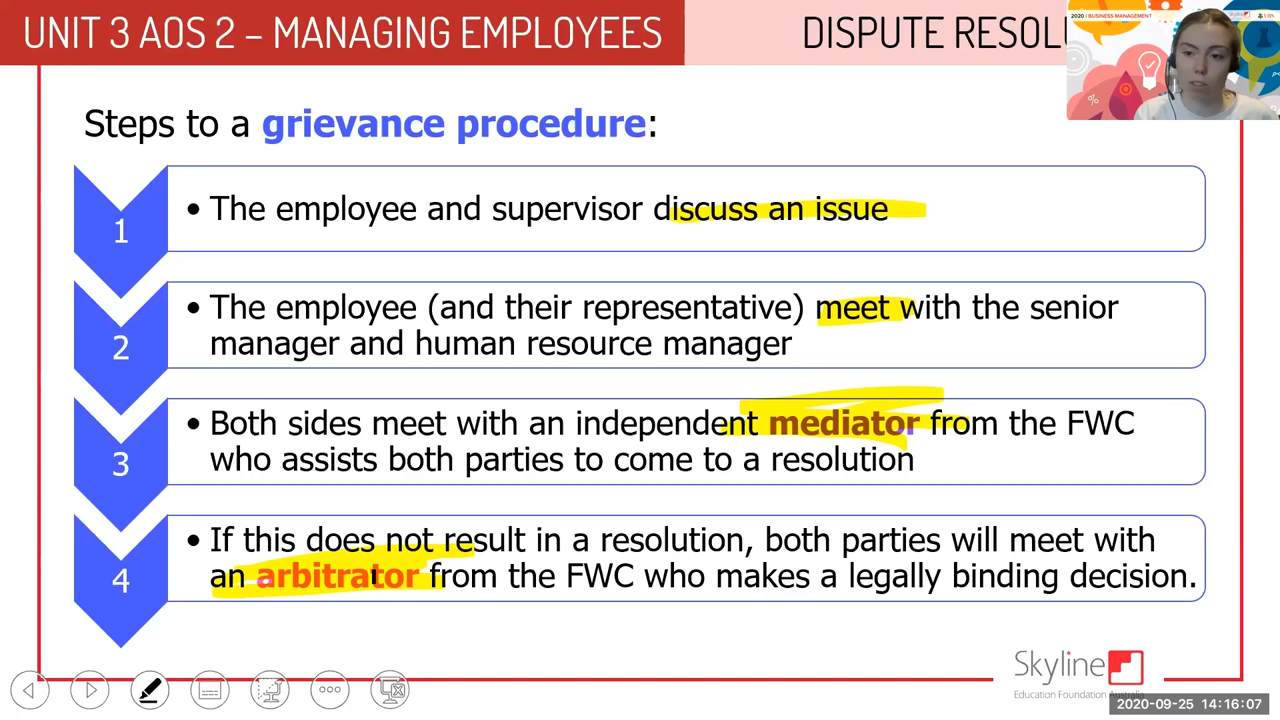 UNIT 3 AOS 2 – MANAGING EMPLOYEES
DISPUTE RESOLU
2020 | BUSINESS MANAGEMENT
Steps to a grievance procedure:
1
• The employee and supervisor discuss an issue
2
• The employee (and their representative) meet with the senior
manager and human resource manager
3
• Both sides meet with an independent mediator from the FWC
who assists both parties to come to a resolution
4
• If this does not result in a resolution, both parties will meet with
an arbitrator from the FWC who makes a legally binding decision.
Skyline
Education Foundation Australia
2020-09-25 14:16:07